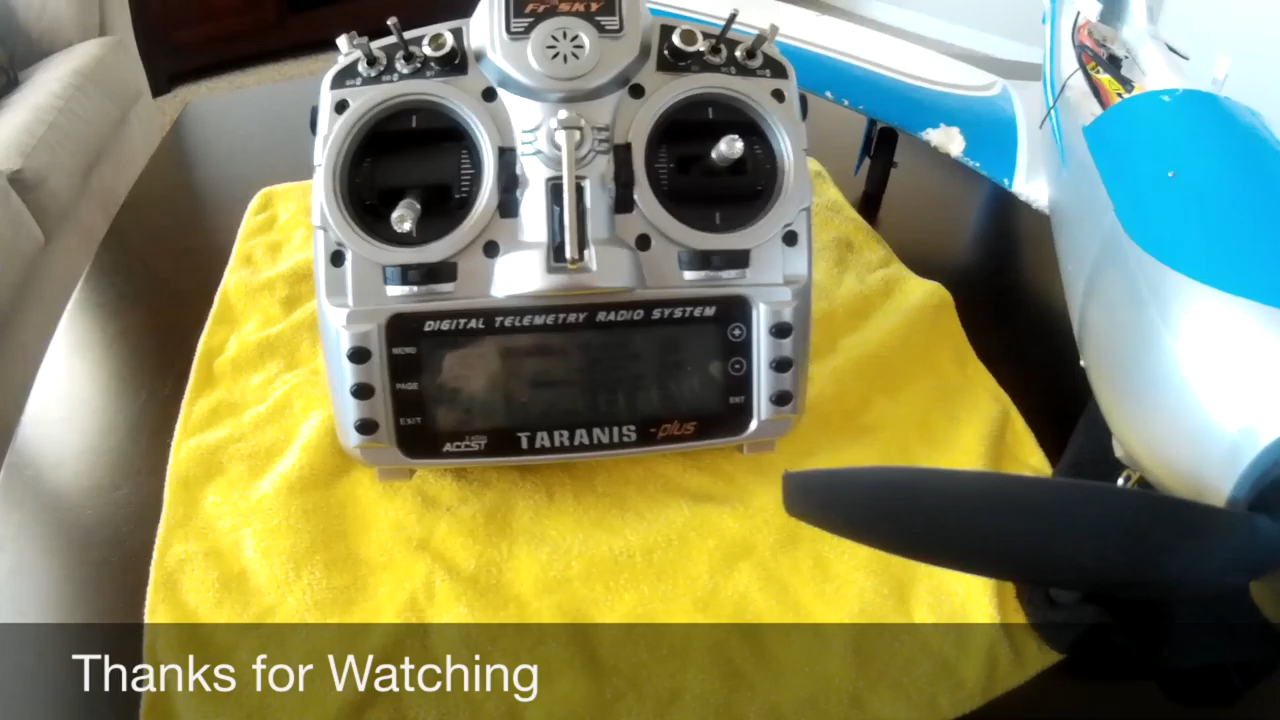 FrSKY
DIGITAL TELEMETRY RADIO SYSTEM
MENU
PAGE
EXIT
+
-
ENT
ACCST
TARANIS -plus
Thanks for Watching